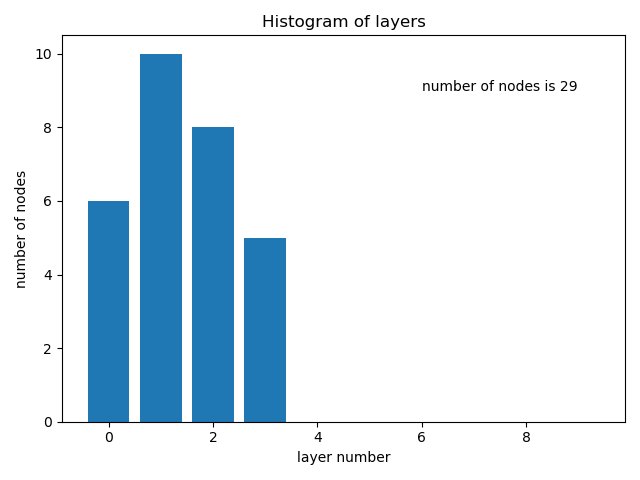 Histogram of layers
number of nodes is 29
number of nodes
10
8
6
4
2
0
0 2 4 6 8
layer number